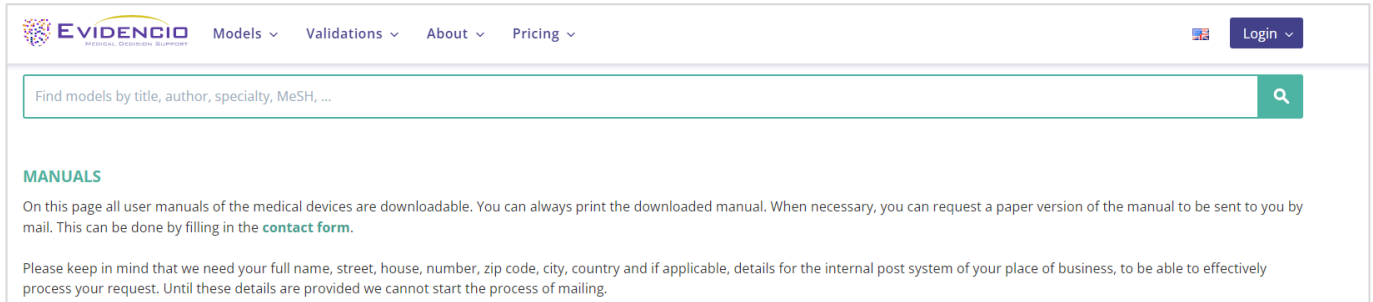 EVIDENCIO
MEDICAL DECISION SUPPORT
Models
Validations
About
Pricing
Login
Find models by title, author, specialty, MeSH, ...
MANUALS
On this page all user manuals of the medical devices are downloadable. You can always print the downloaded manual. When necessary, you can request a paper version of the manual to be sent to you by
mail. This can be done by filling in the contact form.
Please keep in mind that we need your full name, street, house, number, zip code, city, country and if applicable, details for the internal post system of your place of business, to be able to effectively
process your request. Until these details are provided we cannot start the process of mailing.